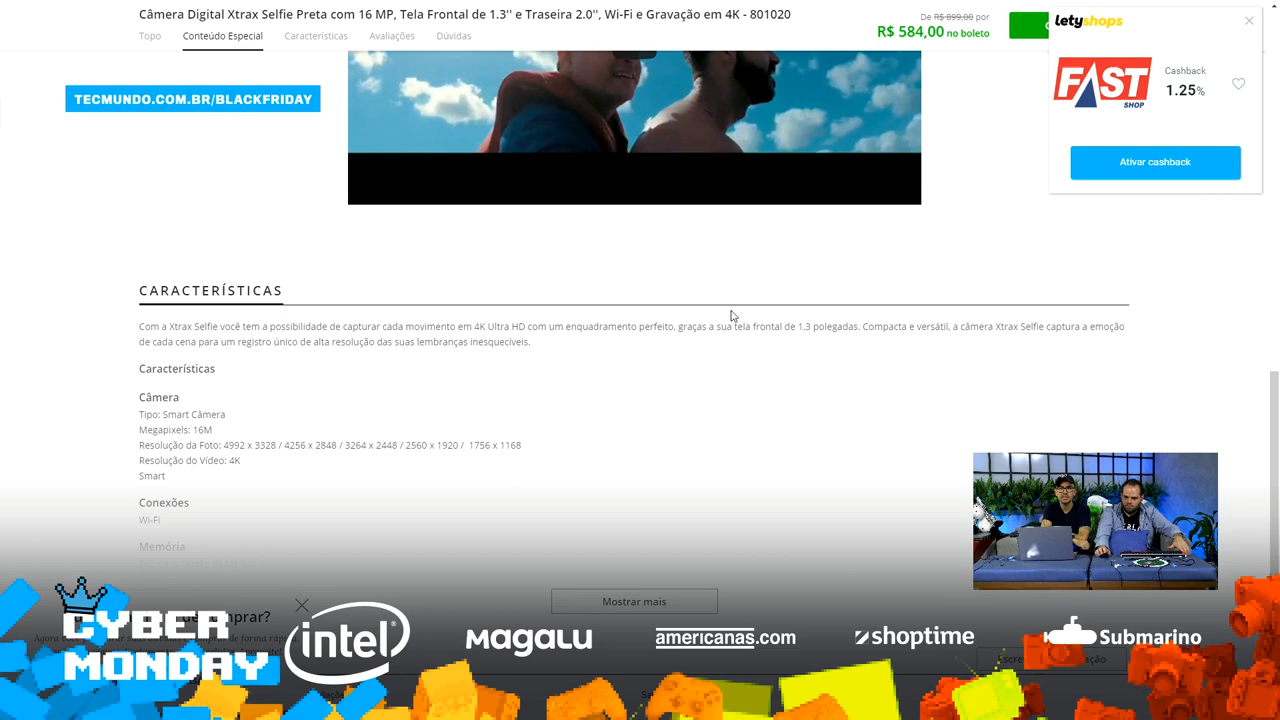 Câmera Digital Xtrax Selfie Preta com 16 MP, Tela Frontal de 1.3'' e Traseira 2.0'', Wi-Fi e Gravação em 4K - 801020
Topo Conteúdo Especial Características Avaliações Dúvidas
De R$ 899,00 por
R$ 584,00 no boleto
letyshops
FAST
SHOP
Cashback
1.25%
Ativar cashback
TECMUNDO.COM.BR/BLACKFRIDAY
CARACTERÍSTICAS
Com a Xtrax Selfie você tem a possibilidade de capturar cada movimento em 4K Ultra HD com um enquadramento perfeito, graças a sua tela frontal de 1,3 polegadas. Compacta e versátil, a câmera Xtrax Selfie captura a emoção
de cada cena para um registro único de alta resolução das suas lembranças inesquecíveis.
Características
Câmera
Tipo: Smart Câmera
Megapixels: 16M
Resolução da Foto: 4992 x 3328 / 4256 x 2848 / 3264 x 2448 / 2560 x 1920 / 1756 x 1168
Resolução do Vídeo: 4K
Smart
Conexões
Wi-Fi
Memória
Mostrar mais
CYBER
MONDAY
intel®
Magalu
americanas.com
shoptime
Submarino